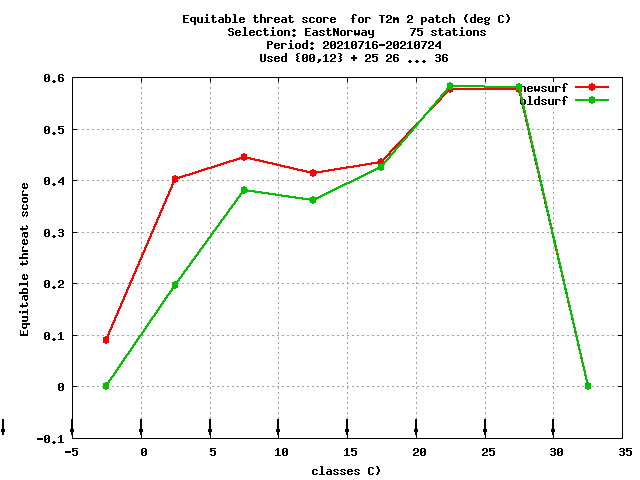 Equitable threat score for T2m 2 patch (deg C)
Selection: EastNorway 75 stations
Period: 20210716-20210724
Used {00,12} + 25 26 ... 36
newsurf
oldsurf
Equitable threat score
0.6
0.5
0.4
0.3
0.2
0.1
0
-0.1
-5 0 5 10 15 20 25 30 35
classes C)